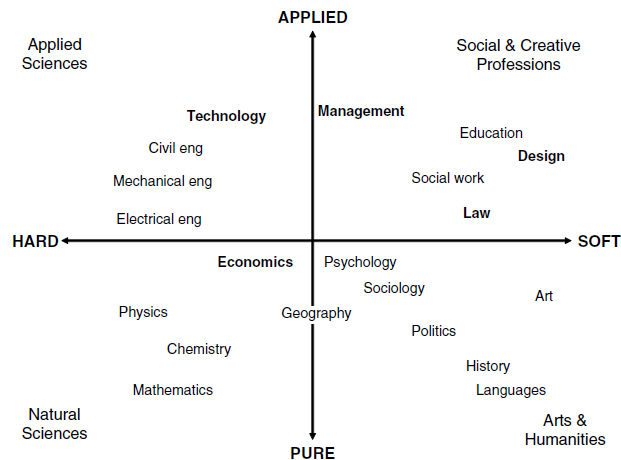 APPLIED
Applied
Sciences
Social & Creative
Professions
Technology
Management
Education
Civil eng
Design
Mechanical eng
Social work
Electrical eng
Law
HARD
SOFT
Economics
Psychology
Sociology
Art
Physics
Geography
Politics
Chemistry
History
Mathematics
Languages
Natural
Sciences
Arts &
Humanities
PURE